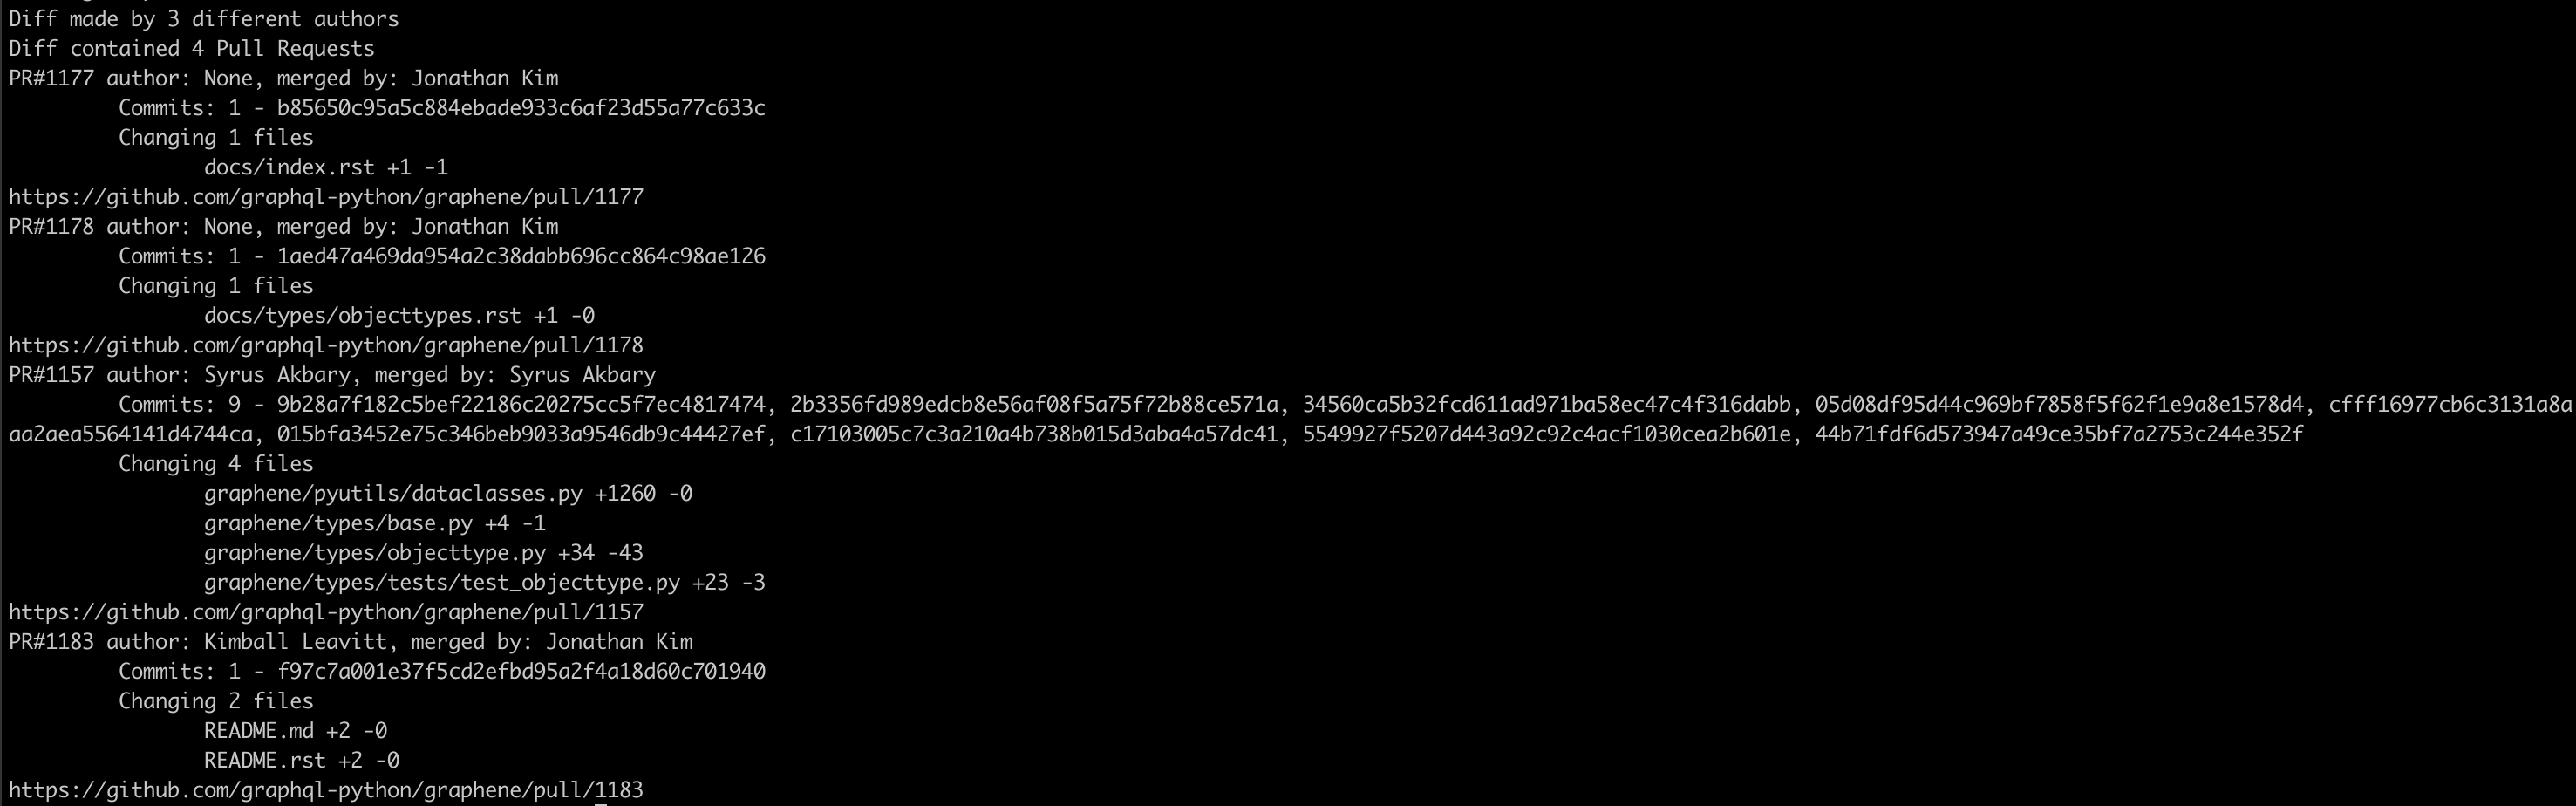 Diff made by 3 different authors
Diff contained 4 Pull Requests
PR#1177 author: None, merged by: Jonathan Kim
Commits: 1 - b85650c95a5c884ebade933c6af23d55a77c633c
Changing 1 files
docs/index.rst +1 -1
https://github.com/graphql-python/graphene/pull/1177
PR#1178 author: None, merged by: Jonathan Kim
Commits: 1 - 1aed47a469da954a2c38dabb696cc864c98ae126
Changing 1 files
docs/types/objecttypes.rst +1 -0
https://github.com/graphql-python/graphene/pull/1178
PR#1157 author: Syrus Akbary, merged by: Syrus Akbary
Commits: 9 - 9b28a7f182c5bef22186c20275cc5f7ec4817474, 2b3356fd989edcb8e56af08f5a75f72b88ce571a, 34560ca5b32fcd611ad971ba58ec47c4f316dabb, 05d08df95d44c969bf7858f5f62f1e9a8e1578d4, cfff16977cb6c3131a8a
aa2aea5564141d4744ca, 015bfa3452e75c346beb9033a9546db9c44427ef, c17103005c7c3a210a4b738b015d3aba4a57dc41, 5549927f5207d443a92c92c4acf1030cea2b601e, 44b71fdf6d573947a49ce35bf7a2753c244e352f
Changing 4 files
graphene/pyutils/dataclasses.py +1260 -0
graphene/types/base.py +4 -1
graphene/types/objecttype.py +34 -43
graphene/types/tests/test_objecttype.py +23 -3
https://github.com/graphql-python/graphene/pull/1157
PR#1183 author: Kimball Leavitt, merged by: Jonathan Kim
Commits: 1 - f97c7a001e37f5cd2efbd95a2f4a18d60c701940
Changing 2 files
README.md +2 -0
README.rst +2 -0
https://github.com/graphql-python/graphene/pull/1183